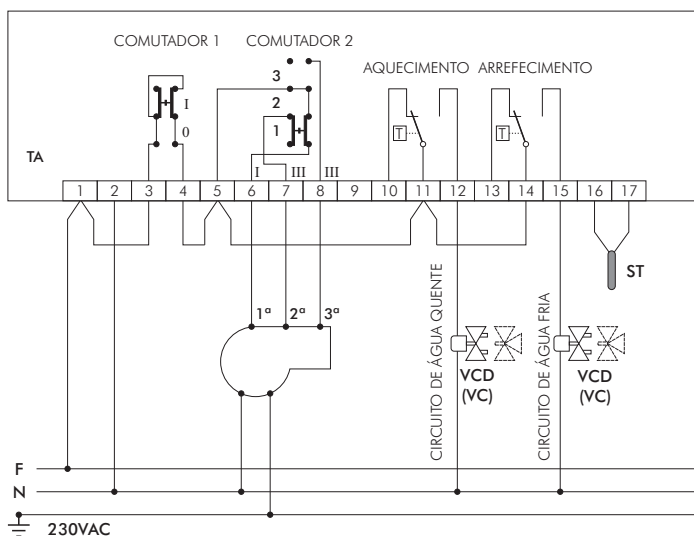 COMUTADOR 1 COMUTADOR 2
AQUECIMENTO ARREFECIMENTO
3
2
1
I
0
T
T
TA
I III III
1 2 3 4 5 6 7 8 9 10 11 12 13 14 15 16 17
ST
1ª 2ª 3ª
CIRCUITO DE ÁGUA QUENTE
VCD
(VC)
CIRCUITO DE ÁGUA FRIA
VCD
(VC)
F
N
230VAC